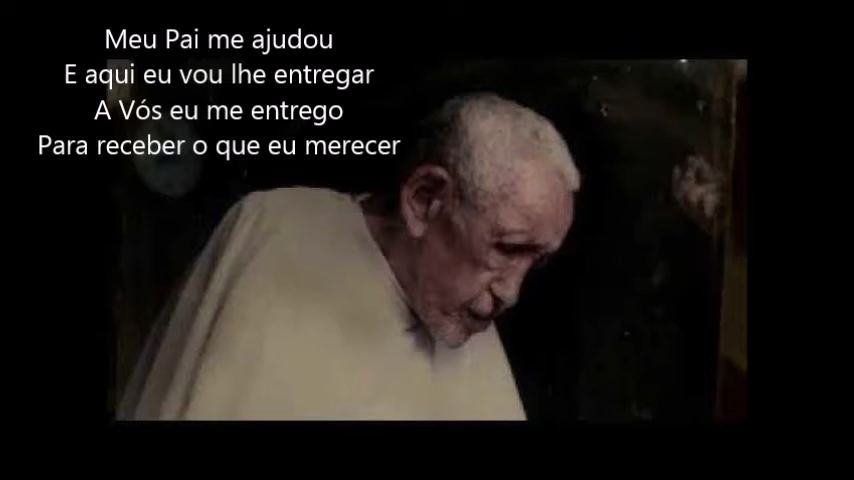 Meu Pai me ajudou
E aqui eu vou lhe entregar
A Vós eu me entrego
Para receber o que eu merecer